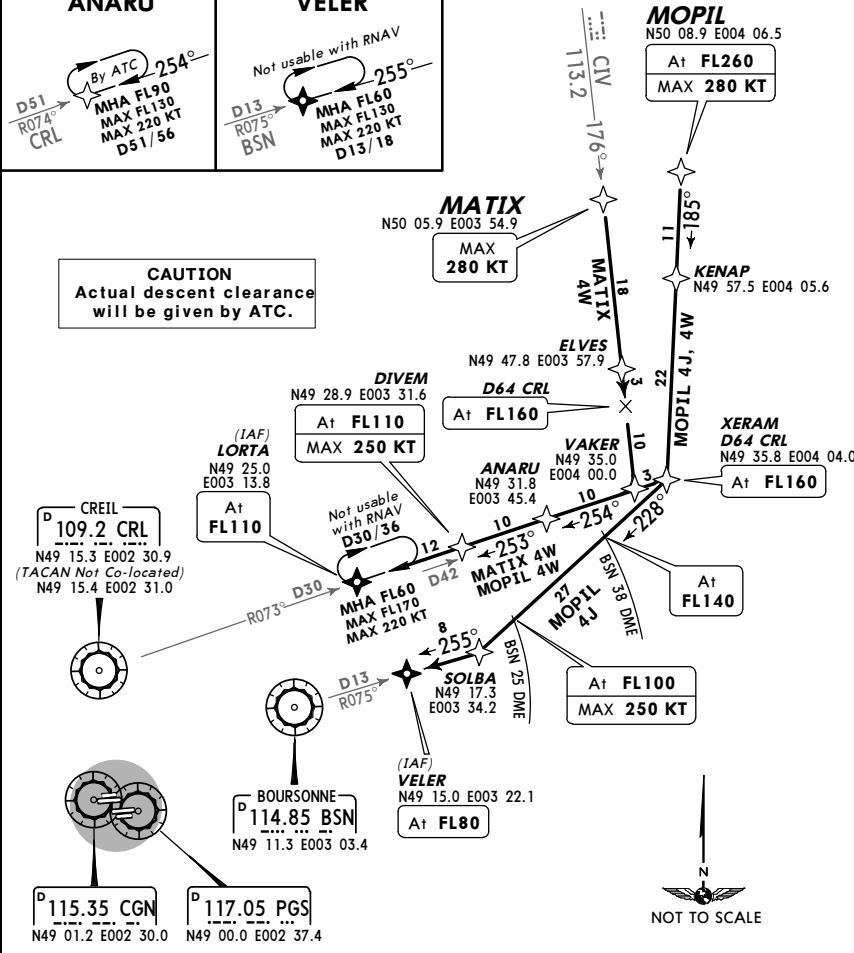 ANARU
By ATC
254°
D51
R074°
CRL
MHA FL90
MAX FL130
MAX 220 KT
D51/56
VELER
Not usable with RNAV
255°
D13
R075°
BSN
MHA FL60
MAX FL130
MAX 220 KT
D13/18
CIV
113.2
176°
MOPIL
N50 08.9 E004 06.5
At FL260
MAX 280 KT
MATIX
N50 05.9 E003 54.9
MAX
280 KT
11
185°
KENAP
N49 57.5 E004 05.6
CAUTION
Actual descent clearance
will be given by ATC.
MATIX
4W
18
22
MOPIL 4J, 4W
ELVES
N49 47.8 E003 57.9
3
D64 CRL
At FL160
DIVEM
N49 28.9 E003 31.6
At FL110
MAX 250 KT
10
VAKER
N49 35.0
E004 00.0
XERAM
D64 CRL
N49 35.8 E004 04.0
At FL160
3
(IAF)
LORTA
N49 25.0
E003 13.8
At
FL110
ANARU
N49 31.8
E003 45.4
10
254°
10
253°
MATIX 4W
MOPIL 4W
228°
Not usable
with RNAV
D30/36
12
D42
MHA FL60
MAX FL170
MAX 220 KT
R073°
D30
CREIL
D
109.2 CRL
N49 15.3 E002 30.9
(TACAN Not Co-located)
N49 15.4 E002 31.0
27
MOPIL
4J
BSN 38 DME
At
FL140
8
255°
SOLBA
N49 17.3
E003 34.2
BSN 25 DME
At FL100
MAX 250 KT
D13
R075°
(IAF)
VELER
N49 15.0 E003 22.1
At FL80
BOURSONNE
D
114.85 BSN
N49 11.3 E003 03.4
D
115.35 CGN
N49 01.2 E002 30.0
D
117.05 PGS
N49 00.0 E002 37.4
N
NOT TO SCALE